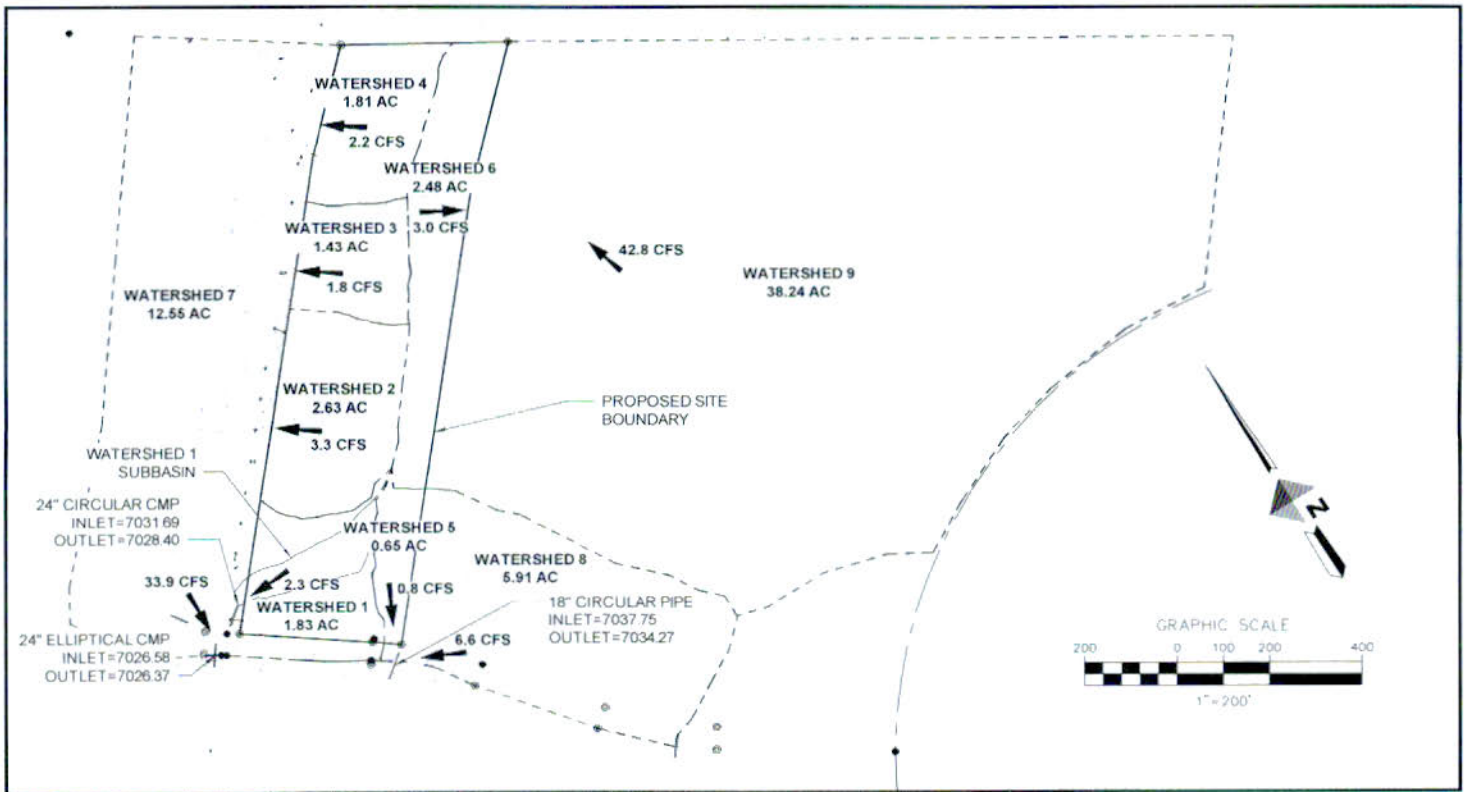 WATERSHED 4
1.81 AC
2.2 CFS
WATERSHED 6
2.48 AC
3.0 CFS
WATERSHED 3
1.43 AC
1.8 CFS
42.8 CFS
WATERSHED 9
38.24 AC
WATERSHED 7
12.55 AC
WATERSHED 2
2.63 AC
3.3 CFS
PROPOSED SITE
BOUNDARY
WATERSHED 1
SUBBASIN
24" CIRCULAR CMP
INLET=7031.69
OUTLET=7028.40
WATERSHED 5
0.65 AC
WATERSHED 8
5.91 AC
33.9 CFS
2.3 CFS
0.8 CFS
WATERSHED 1
1.83 AC
18" CIRCULAR PIPE
INLET=7037.75
OUTLET=7034.27
6.6 CFS
24" ELLIPTICAL CMP
INLET=7026.58
OUTLET=7026.37
N
GRAPHIC SCALE
200 0 100 200 400
1"=200'